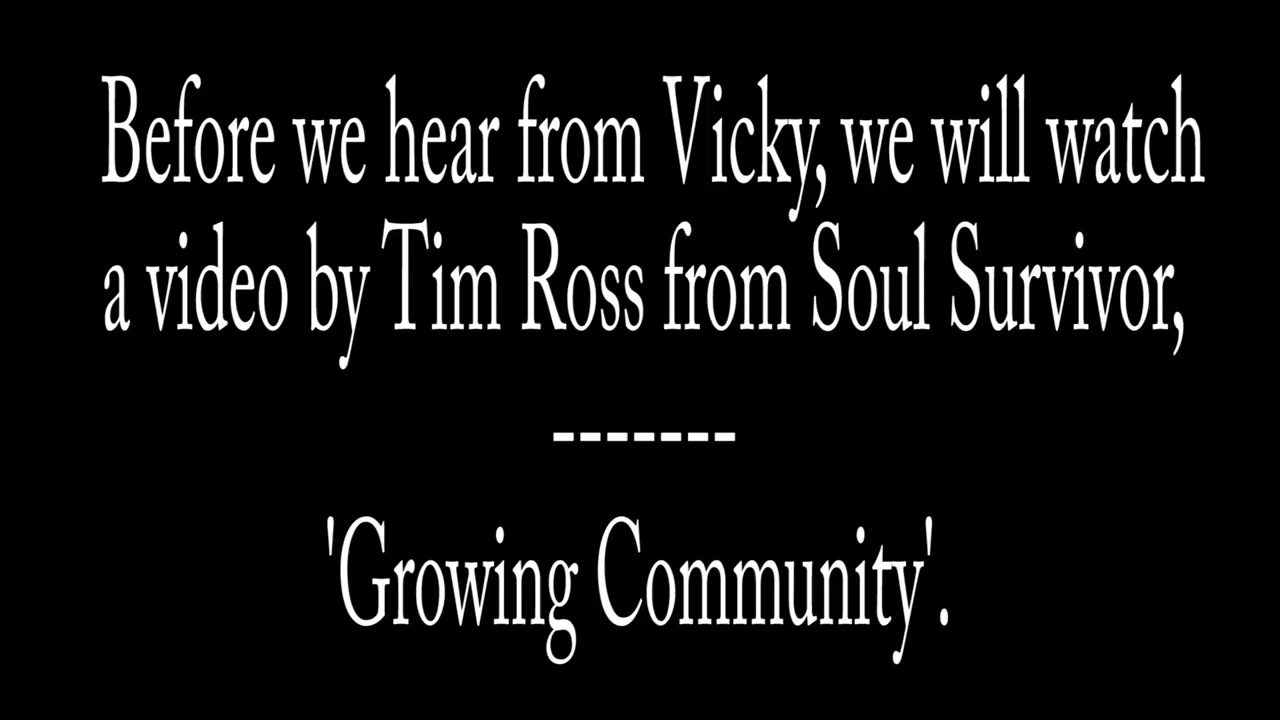 Before we hear from Vicky, we will watch
a video by Tim Ross from Soul Survivor,
-------
'Growing Community'.